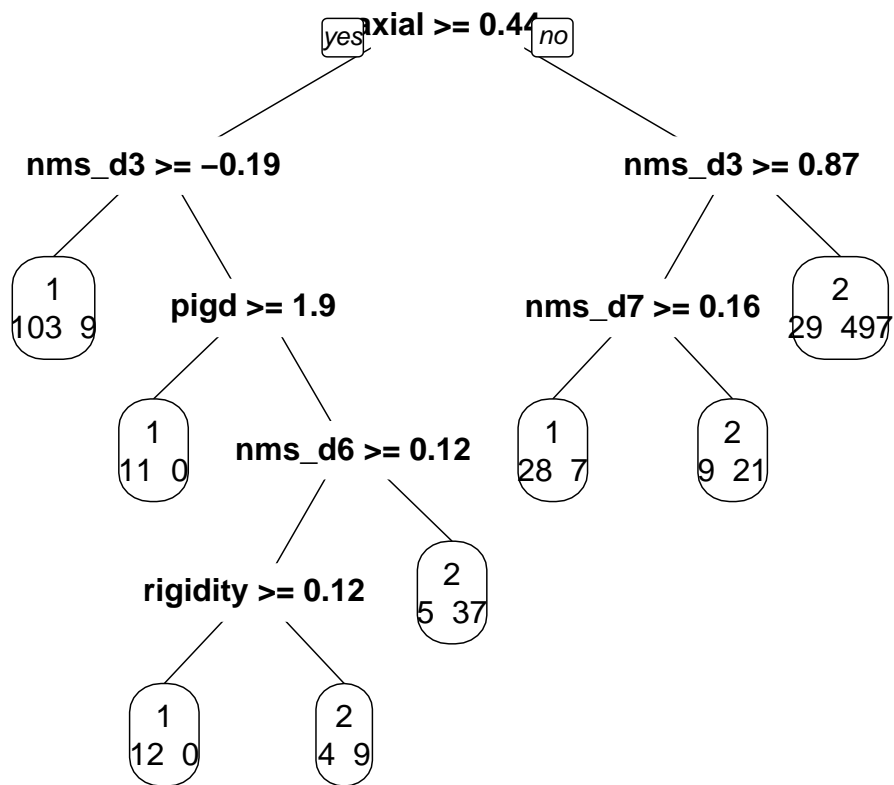 axial >= 0.44
yes
no
nms_d3 >= −0.19
nms_d3 >= 0.87
1
103 9
pigd >= 1.9
nms_d7 >= 0.16
2
29 497
1
11 0
nms_d6 >= 0.12
1
28 7
2
9 21
rigidity >= 0.12
2
5 37
1
12 0
2
4 9